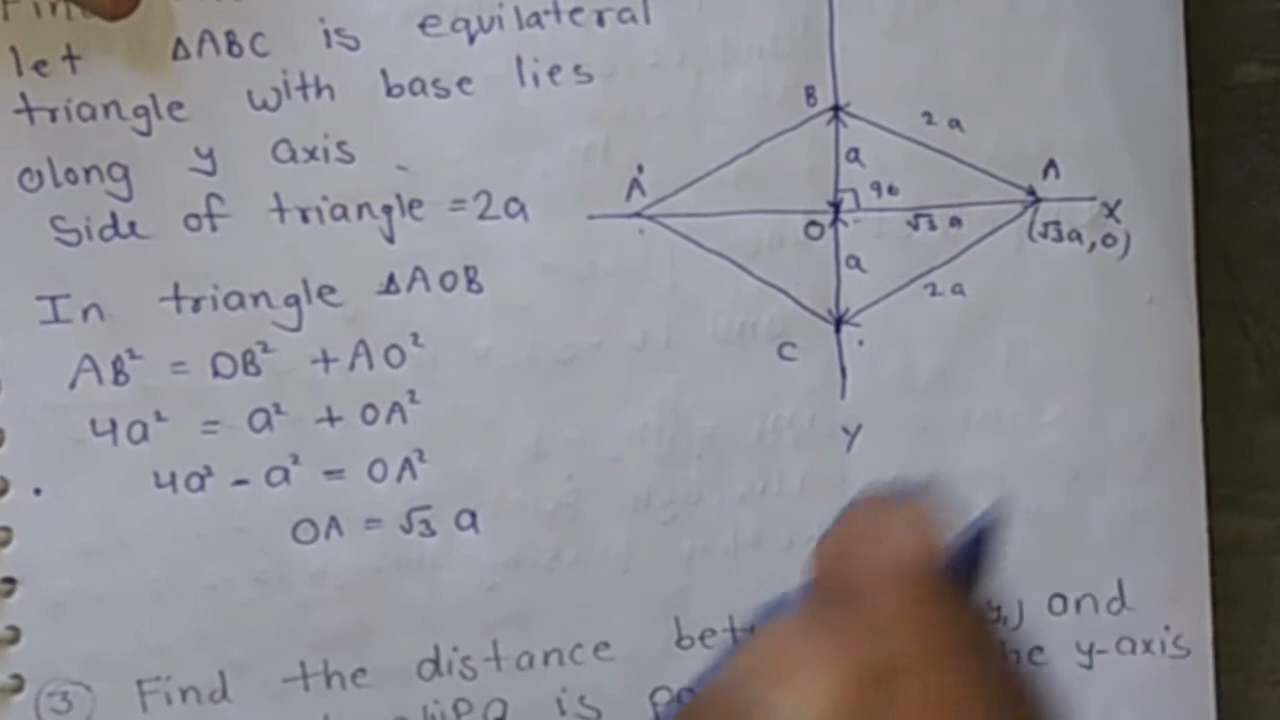 let ΔABC is equilateral
triangle with base lies
along y axis
Side of triangle = 2a
In triangle ΔAOB
AB² = OB² + AO²
4a² = a² + OA²
4a² - a² = OA²
OA = √3 a
B
2a
a
A'
90
A
O
√3 a
X
(√3a,0)
a
2a
C
Y
③ Find the distance and
y-axis
is